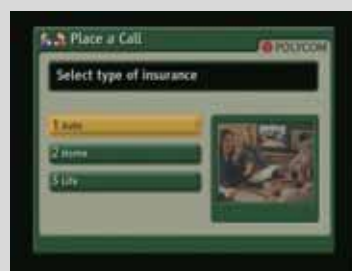 Place a Call
POLYCOM
Select type of insurance
1 Auto
2 Home
3 Life